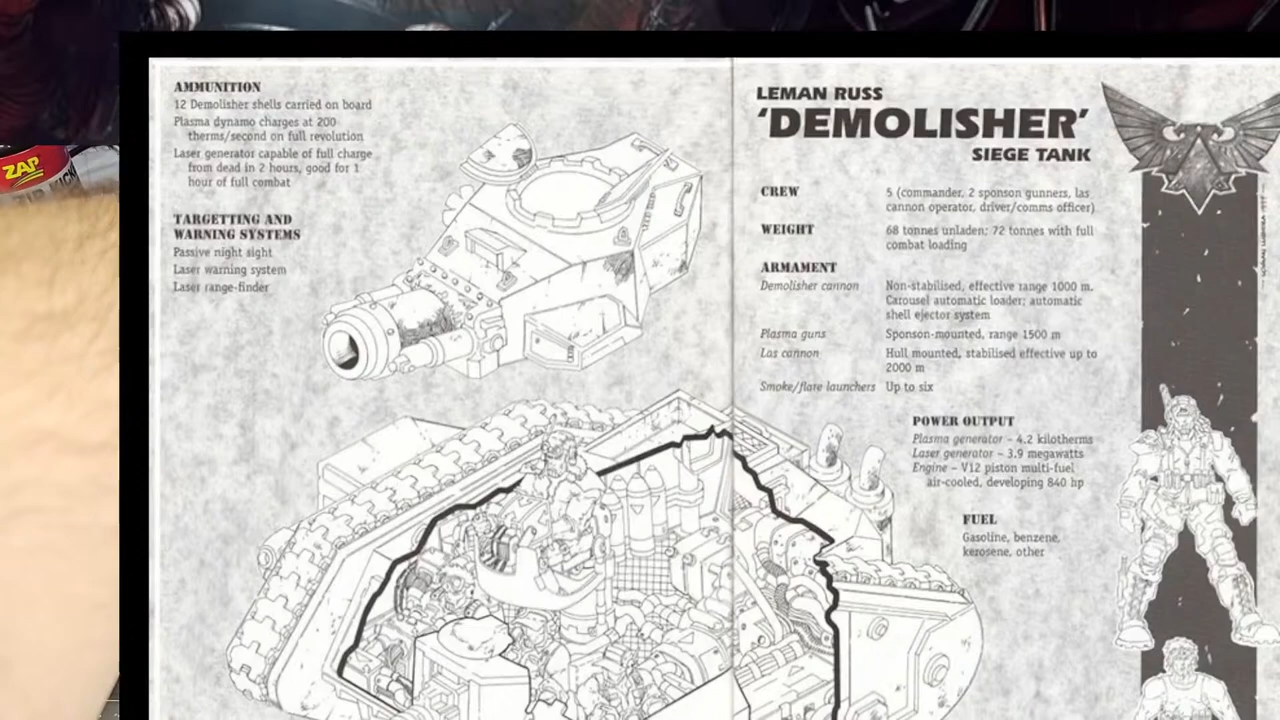 AMMUNITION
12 Demolisher shells carried on board
Plasma dynamo charges at 200
therms/second on full revolution
Laser generator capable of full charge
from dead in 2 hours, good for 1
hour of full combat
TARGETTING AND
WARNING SYSTEMS
Passive night sight
Laser warning system
Laser range-finder
LEMAN RUSS
'DEMOLISHER'
SIEGE TANK
CREW
5 (commander, 2 sponson gunners, las
cannon operator, driver/comms officer)
WEIGHT
68 tonnes unladen; 72 tonnes with full
combat loading
ARMAMENT
Demolisher cannon
Non-stabilised, effective range 1000 m.
Carousel automatic loader; automatic
shell ejector system
Plasma guns
Sponson-mounted, range 1500 m
Las cannon
Hull mounted, stabilised effective up to
2000 m
Smoke/flare launchers
Up to six
POWER OUTPUT
Plasma generator – 4.2 kilotherms
Laser generator – 3.9 megawatts
Engine – V12 piston multi-fuel
air-cooled, developing 840 hp
FUEL
Gasoline, benzene,
kerosene, other
ZAP